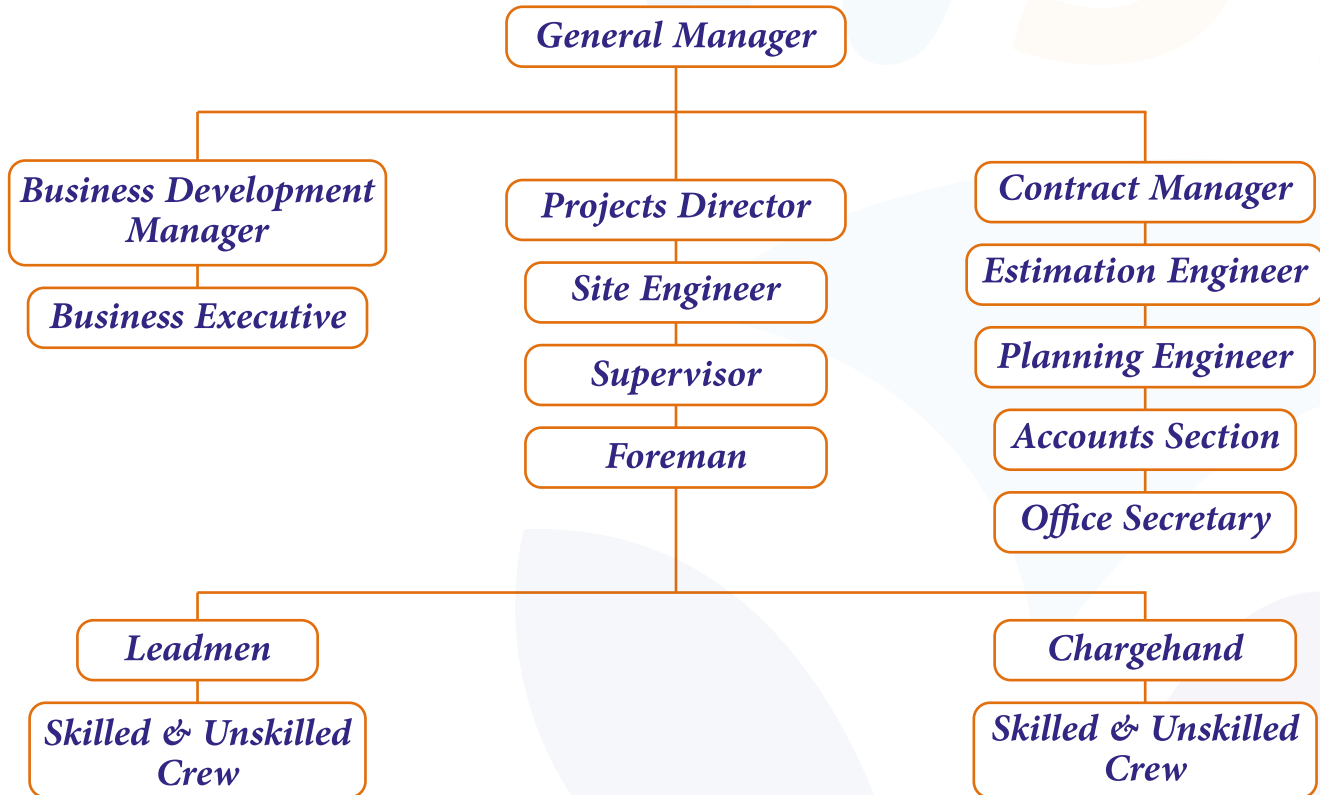 General Manager
Business Development
Manager
Business Executive
Projects Director
Site Engineer
Supervisor
Foreman
Contract Manager
Estimation Engineer
Planning Engineer
Accounts Section
Office Secretary
Leadmen
Skilled & Unskilled
Crew
Chargehand
Skilled & Unskilled
Crew